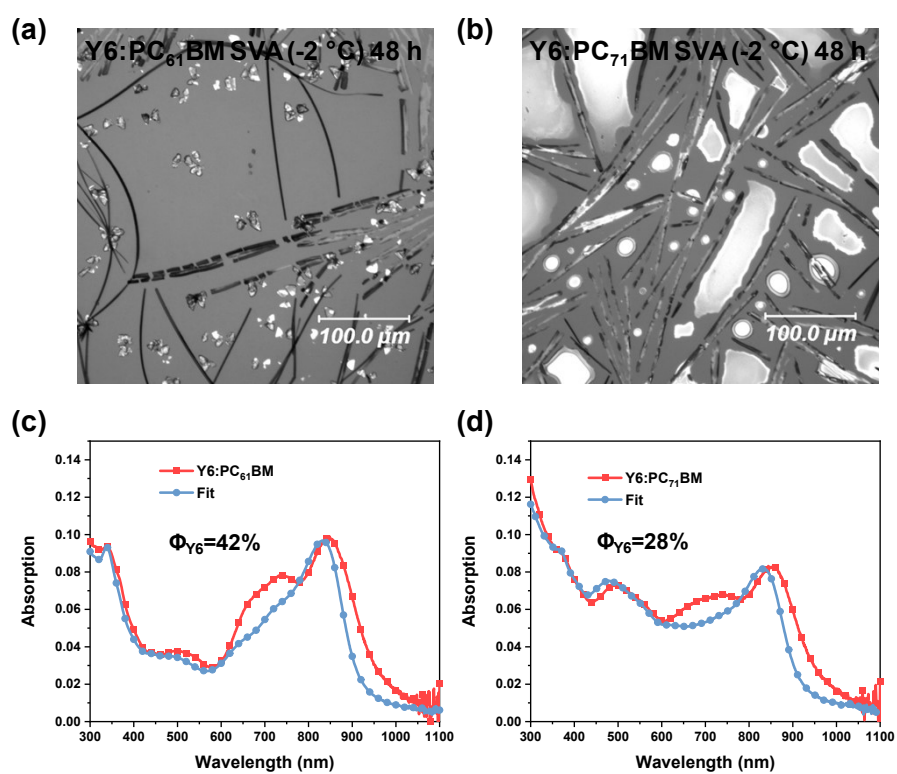 (a)
Y6:PC₆₁BM SVA (-2 °C) 48 h
100.0 µm
(b)
Y6:PC₇₁BM SVA (-2 °C) 48 h
100.0 µm
(c)
0.14
0.12
0.10
0.08
0.06
0.04
0.02
0.00
Absorption
Y6:PC₆₁BM
Fit
Φ_Y6=42%
300 400 500 600 700 800 900 1000 1100
Wavelength (nm)
(d)
0.14
0.12
0.10
0.08
0.06
0.04
0.02
0.00
Absorption
Y6:PC₇₁BM
Fit
Φ_Y6=28%
300 400 500 600 700 800 900 1000 1100
Wavelength (nm)